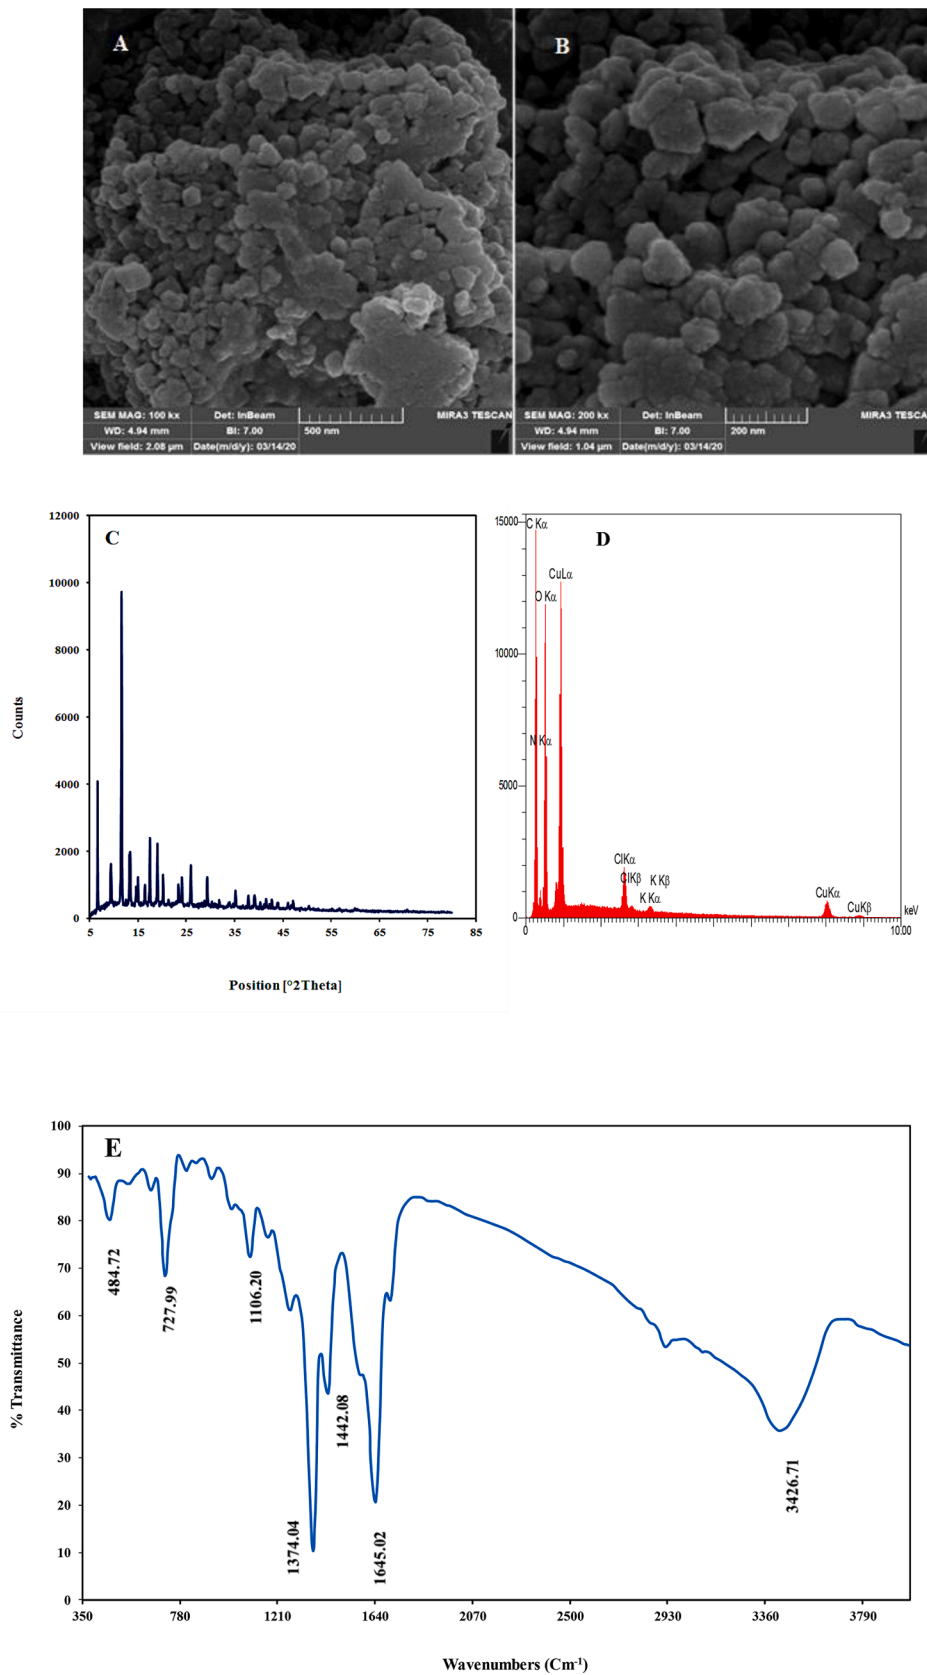 A
B
SEM MAG: 100 kx
Det: InBeam
MIRA3 TESCAN
WD: 4.94 mm
BI: 7.00
500 nm
View field: 2.08 µm
Date(m/d/y): 03/14/20
SEM MAG: 200 kx
Det: InBeam
MIRA3 TESCA
WD: 4.94 mm
BI: 7.00
200 nm
View field: 1.04 µm
Date(m/d/y): 03/14/20
C
12000
10000
8000
6000
4000
2000
0
Counts
5
15
25
35
45
55
65
75
85
Position [°2Theta]
D
15000
10000
5000
0
C Kα
CuLα
O Kα
N Kα
ClKα
ClKβ
K Kβ
K Kα
CuKα
CuKβ
keV
0
10.00
E
100
90
80
70
60
50
40
30
20
10
0
% Transmittance
484.72
727.99
1106.20
1374.04
1442.08
1645.02
3426.71
350
780
1210
1640
2070
2500
2930
3360
3790
Wavenumbers (Cm-1)